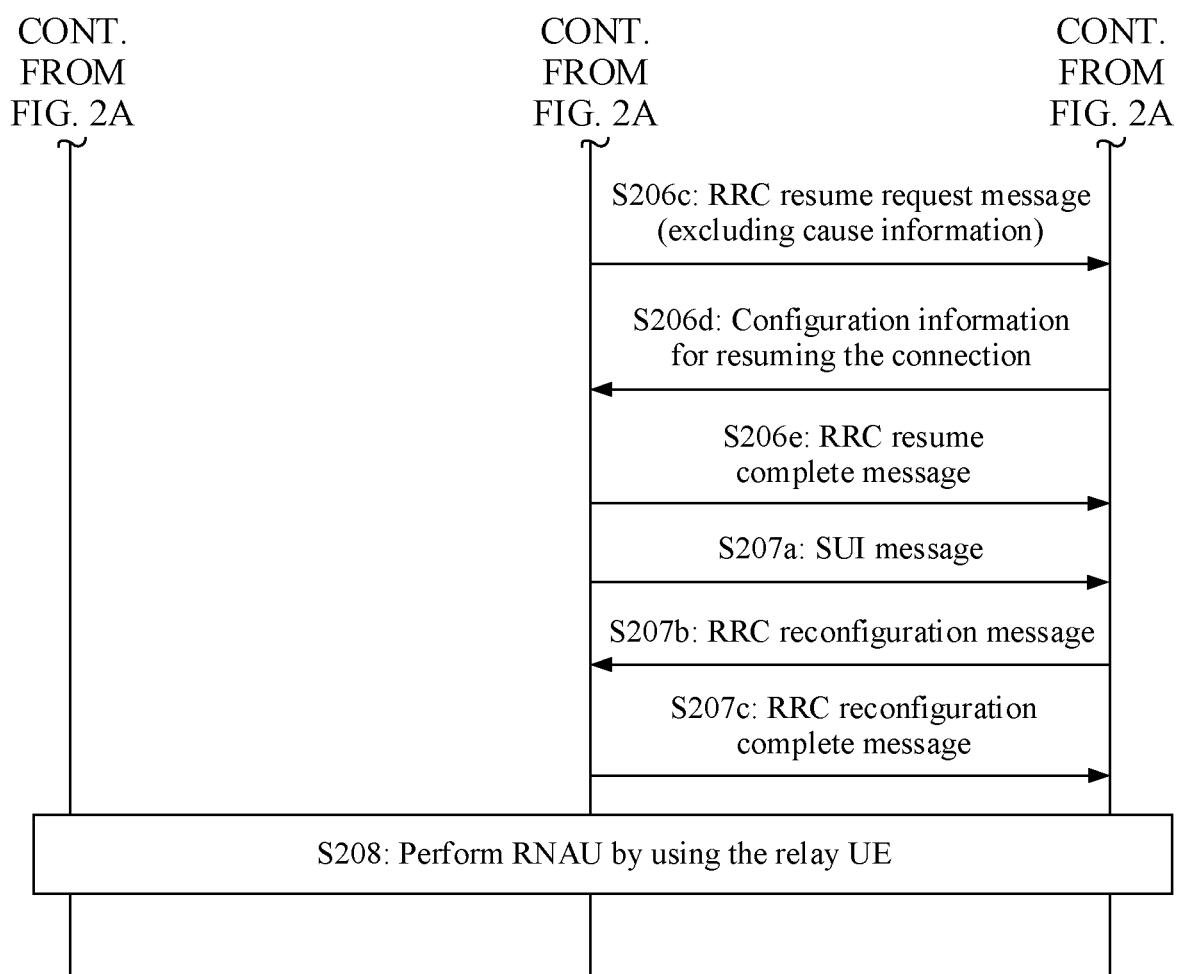 CONT.
FROM
FIG. 2A
CONT.
FROM
FIG. 2A
CONT.
FROM
FIG. 2A
S206c: RRC resume request message
(excluding cause information)
S206d: Configuration information
for resuming the connection
S206e: RRC resume
complete message
S207a: SUI message
S207b: RRC reconfiguration message
S207c: RRC reconfiguration
complete message
S208: Perform RNAU by using the relay UE